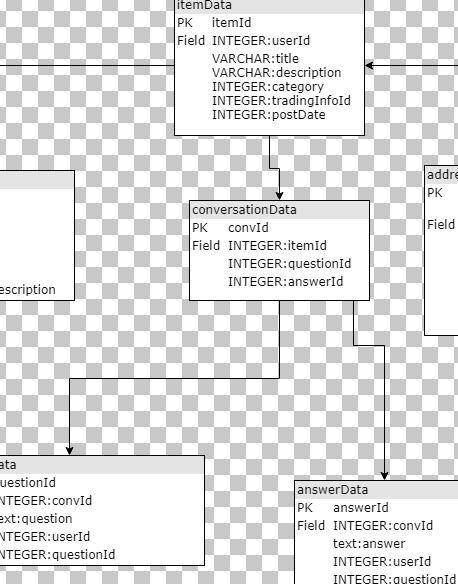 itemData
PK itemId
Field INTEGER:userId
VARCHAR:title
VARCHAR:description
INTEGER:category
INTEGER:tradingInfoId
INTEGER:postDate
addre
PK
Field
conversationData
PK convId
Field INTEGER:itemId
INTEGER:questionId
INTEGER:answerId
escription
ata
uestionId
NTEGER:convId
ext:question
NTEGER:userId
NTEGER:questionId
answerData
PK answerId
Field INTEGER:convId
text:answer
INTEGER:userId
INTEGER:questionId